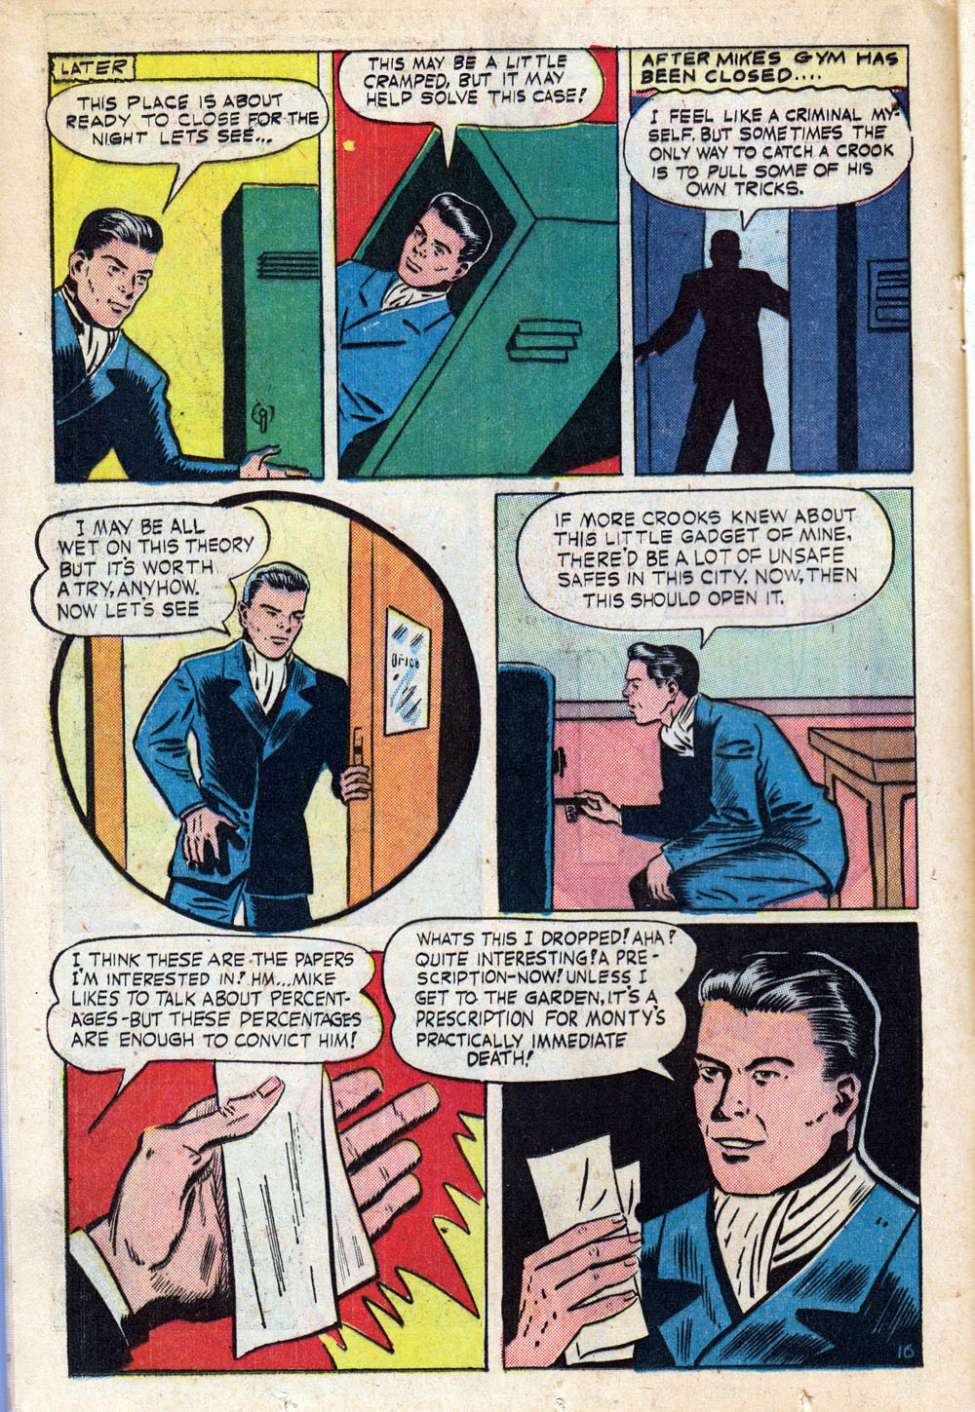 LATER
THIS PLACE IS ABOUT
READY TO CLOSE FOR THE
NIGHT LETS SEE...
THIS MAY BE A LITTLE
CRAMPED, BUT IT MAY
HELP SOLVE THIS CASE!
AFTER MIKES GYM HAS
BEEN CLOSED....
I FEEL LIKE A CRIMINAL MY-
SELF. BUT SOMETIMES THE
ONLY WAY TO CATCH A CROOK
IS TO PULL SOME OF HIS
OWN TRICKS.
I MAY BE ALL
WET ON THIS THEORY
BUT IT'S WORTH
A TRY, ANYHOW.
NOW LET'S SEE
OFFICE
IF MORE CROOKS KNEW ABOUT
THIS LITTLE GADGET OF MINE,
THERE'D BE A LOT OF UNSAFE
SAFES IN THIS CITY. NOW, THEN
THIS SHOULD OPEN IT.
I THINK THESE ARE THE PAPERS
I'M INTERESTED IN! HM...MIKE
LIKES TO TALK ABOUT PERCENT-
AGES-BUT THESE PERCENTAGES
ARE ENOUGH TO CONVICT HIM!
WHATS THIS I DROPPED! AHA?
QUITE INTERESTING! A PRE-
SCRIPTION-NOW! UNLESS I
GET TO THE GARDEN, IT'S A
PRESCRIPTION FOR MONTY'S
PRACTICALLY IMMEDIATE
DEATH!
16